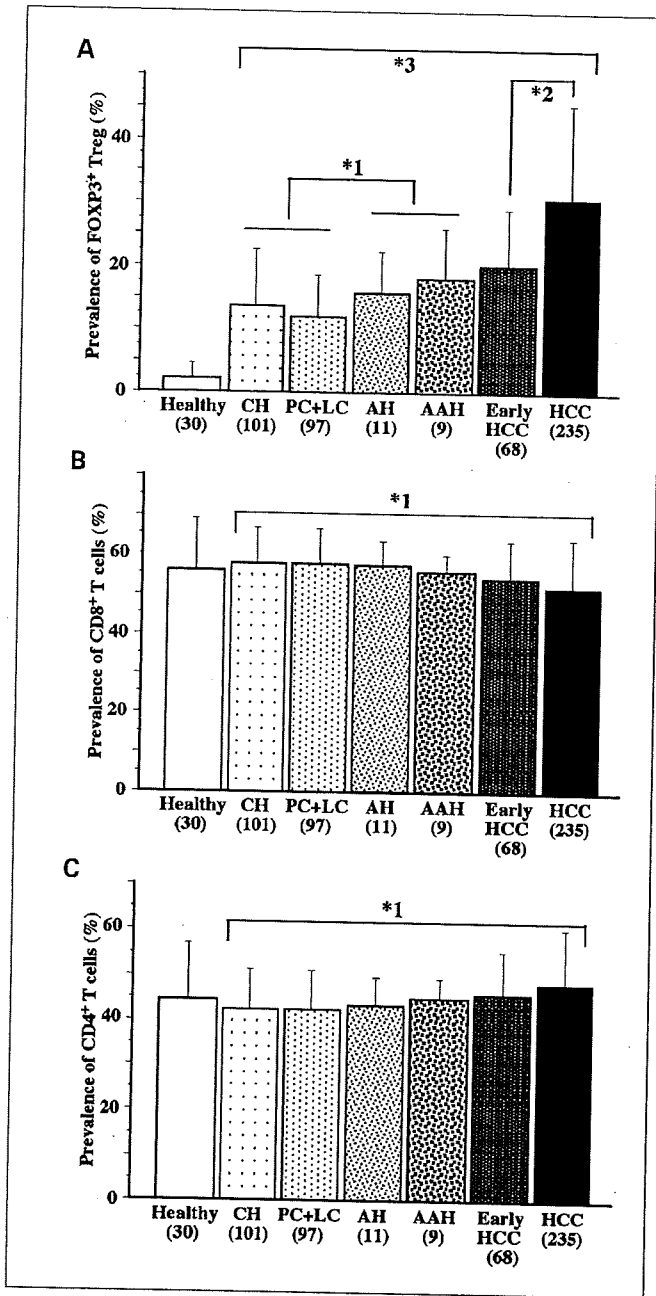 A
Prevalence of FOXP3⁺ Treg (%)
*3
*2
*1
40
20
0
Healthy CH PC+LC AH AAH Early HCC
HCC
(30) (101) (97) (11) (9) (68) (235)
B
Prevalence of CD8⁺ T cells (%)
*1
60
40
20
0
Healthy CH PC+LC AH AAH Early HCC
HCC
(30) (101) (97) (11) (9) (68) (235)
C
Prevalence of CD4⁺ T cells (%)
*1
60
40
20
0
Healthy CH PC+LC AH AAH Early HCC
HCC
(30) (101) (97) (11) (9) (68) (235)